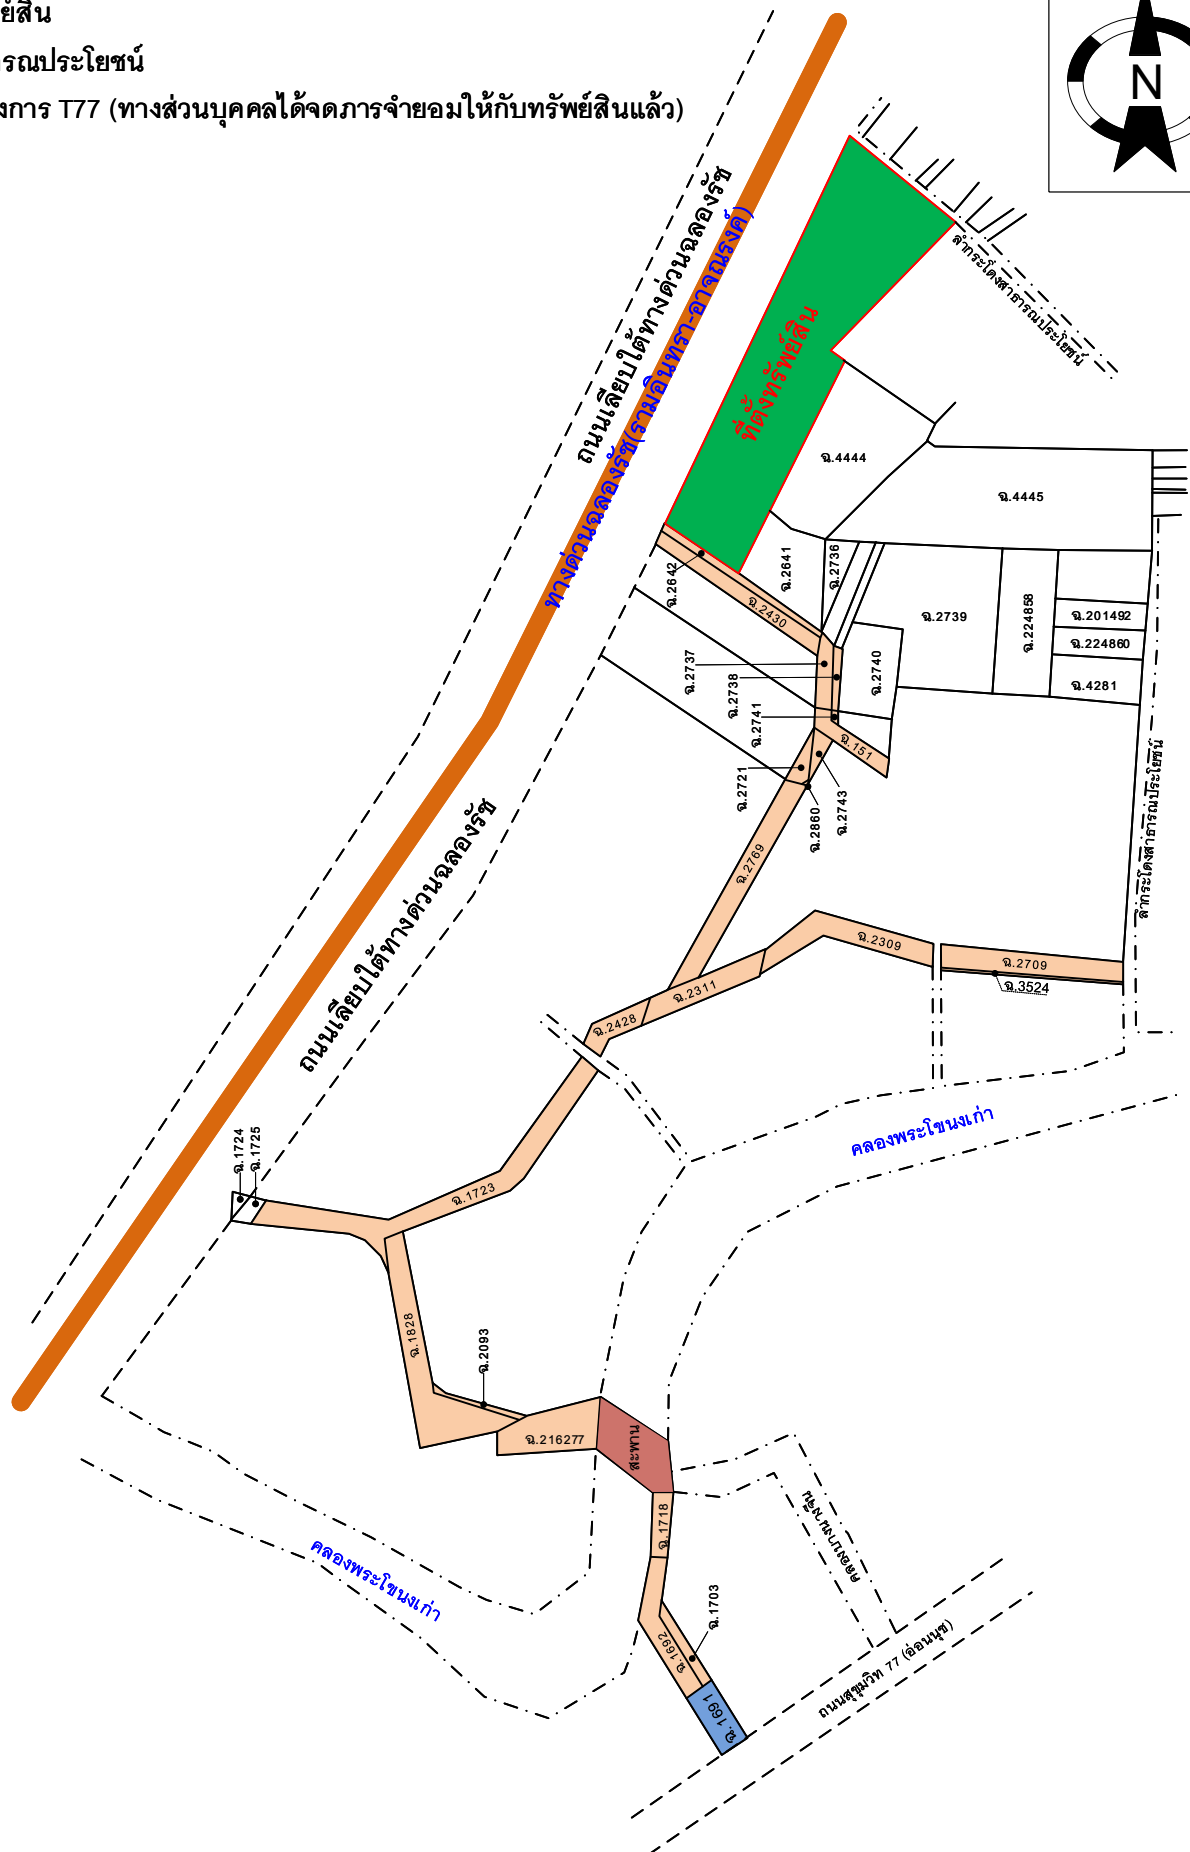 ย์สิน
ารณประโยชน์
งการ T77 (ทางส่วนบุคคลได้จดภารจำยอมให้กับทรัพย์สินแล้ว)
N
ถนนเลียบใต้ทางด่วนฉลองรัช
ทางด่วนฉลองรัช(รามอินทรา-อาจณรงค์)
ที่ตั้งทรัพย์สิน
ลำกระโดงสาธารณประโยชน์
ฉ.4444
ฉ.4445
ฉ.2642
ฉ.2641
ฉ.2736
ฉ.2430
ฉ.2739
ฉ.224858
ฉ.201492
ฉ.224860
ฉ.4281
ฉ.2737
ฉ.2738
ฉ.2740
ฉ.2741
ฉ.151
ฉ.2721
ฉ.2860
ฉ.2743
ลำกระโดงสาธารณประโยชน์
ฉ.2769
ถนนเลียบใต้ทางด่วนฉลองรัช
ฉ.2309
ฉ.2709
ฉ.3524
ฉ.2311
ฉ.2428
คลองพระโขนงเก่า
ฉ.1724
ฉ.1725
ฉ.1723
ฉ.1828
ฉ.2093
ฉ.216277
สะพาน
ฉ.1718
คลองบางนางจีน
คลองพระโขนงเก่า
ฉ.1703
ฉ.1692
ฉ.1691
ถนนสุขุมวิท 77 (อ่อนนุช)